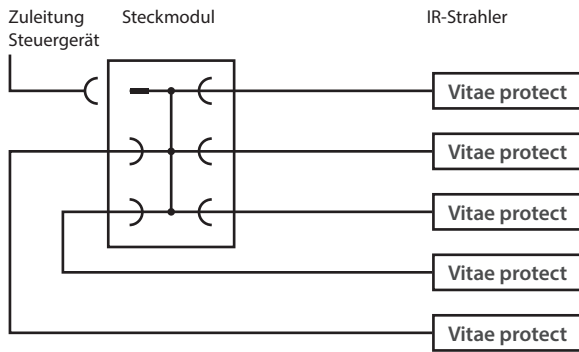 Zuleitung
Steuergerät
Steckmodul
IR-Strahler
Vitae protect
Vitae protect
Vitae protect
Vitae protect
Vitae protect